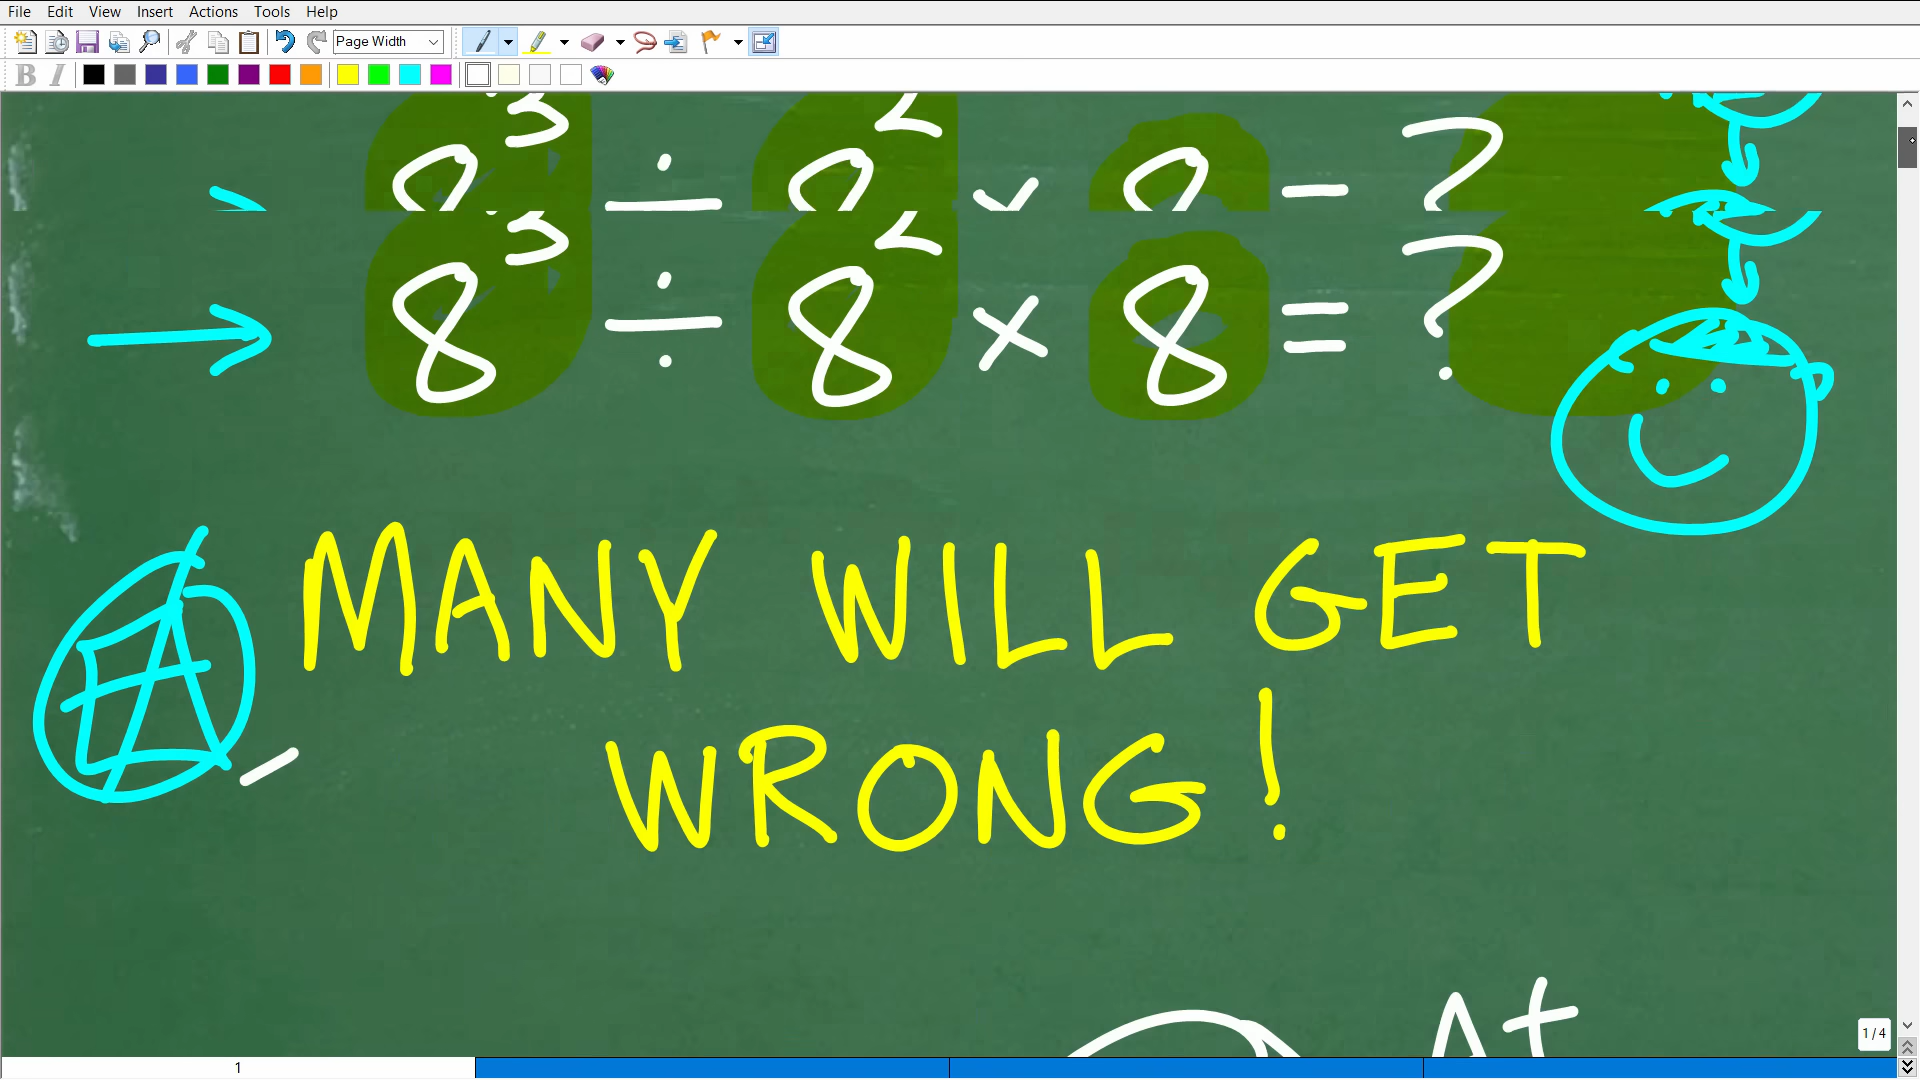 File Edit View Insert Actions Tools Help
Page Width
B I
8³ ÷ 8² × 8 = ?
MANY WILL GET
WRONG!
A
1 / 4
1